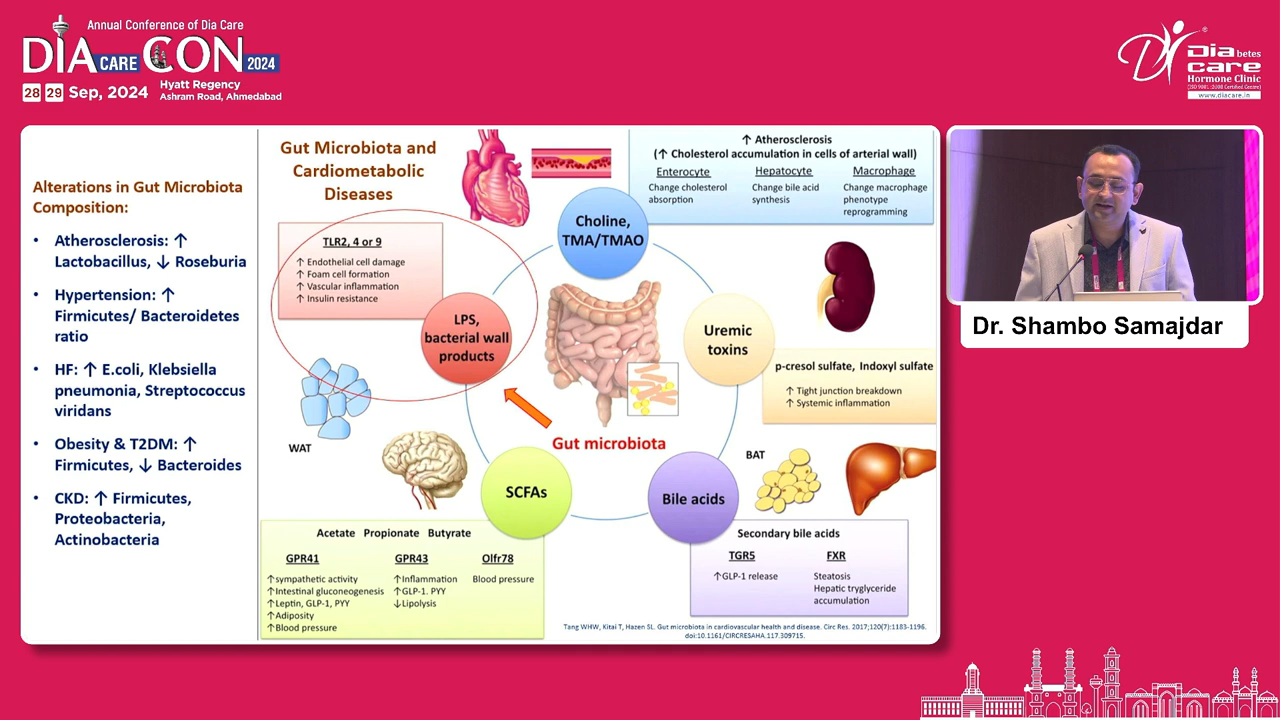 Annual Conference of Dia Care
DIA CARE CON 2024
28 29 Sep, 2024
Hyatt Regency
Ashram Road, Ahmedabad
Diabetes
care
Hormone Clinic
(ISO 9001 : 2008 Certified Centre)
www.diacare.in
Alterations in Gut Microbiota
Composition:
• Atherosclerosis: ↑
Lactobacillus, ↓ Roseburia
• Hypertension: ↑
Firmicutes/ Bacteroidetes
ratio
• HF: ↑ E.coli, Klebsiella
pneumonia, Streptococcus
viridans
• Obesity & T2DM: ↑
Firmicutes, ↓ Bacteroides
• CKD: ↑ Firmicutes,
Proteobacteria,
Actinobacteria
Gut Microbiota and
Cardiometabolic
Diseases
↑ Atherosclerosis
(↑ Cholesterol accumulation in cells of arterial wall)
Enterocyte
Change cholesterol
absorption
Hepatocyte
Change bile acid
synthesis
Macrophage
Change macrophage
phenotype
reprogramming
Choline,
TMA/TMAO
TLR2, 4 or 9
↑ Endothelial cell damage
↑ Foam cell formation
↑ Vascular inflammation
↑ Insulin resistance
LPS,
bacterial wall
products
Uremic
toxins
p-cresol sulfate, Indoxyl sulfate
↑ Tight junction breakdown
↑ Systemic inflammation
WAT
Gut microbiota
BAT
SCFAs
Bile acids
Acetate Propionate Butyrate
GPR41
↑sympathetic activity
↑Intestinal gluconeogenesis
↑Leptin, GLP-1, PYY
↑Adiposity
↑Blood pressure
GPR43
↑Inflammation
↑GLP-1. PYY
↓Lipolysis
Olfr78
Blood pressure
Secondary bile acids
TGR5
↑GLP-1 release
FXR
Steatosis
Hepatic tryglyceride
accumulation
Tang WHW, Kitai T, Hazen SL. Gut microbiota in cardiovascular health and disease. Circ Res. 2017;120(7):1183-1196.
doi:10.1161/CIRCRESAHA.117.309715.
Dr. Shambo Samajdar